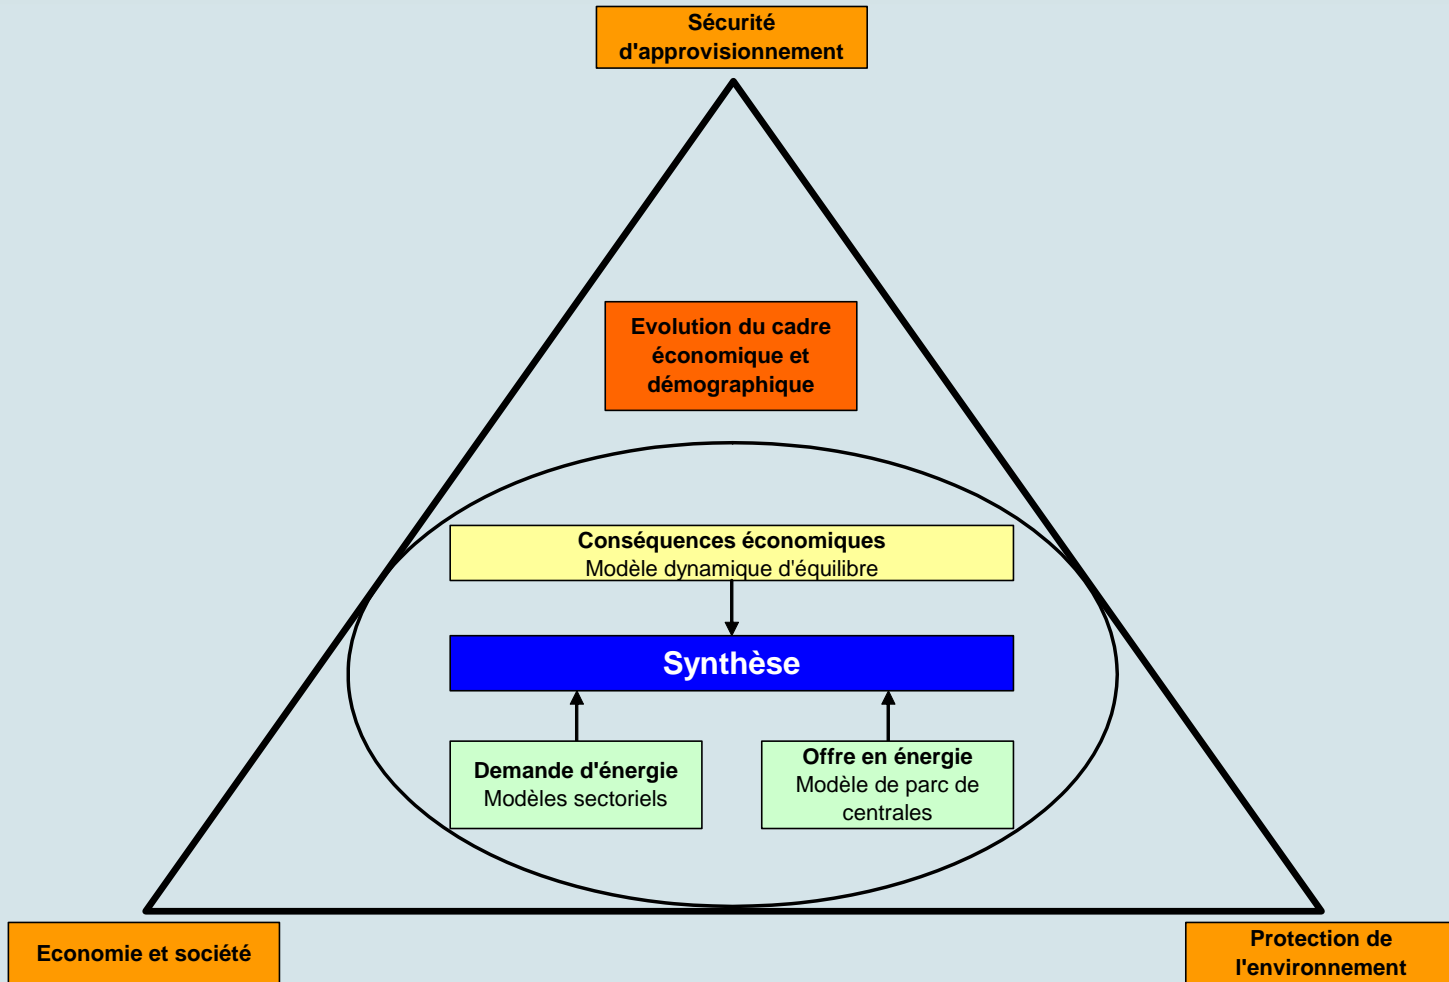 Sécurité
d'approvisionnement
Evolution du cadre
économique et
démographique
Conséquences économiques
Modèle dynamique d'équilibre
Synthèse
Demande d'énergie
Modèles sectoriels
Offre en énergie
Modèle de parc de
centrales
Economie et société
Protection de
l'environnement